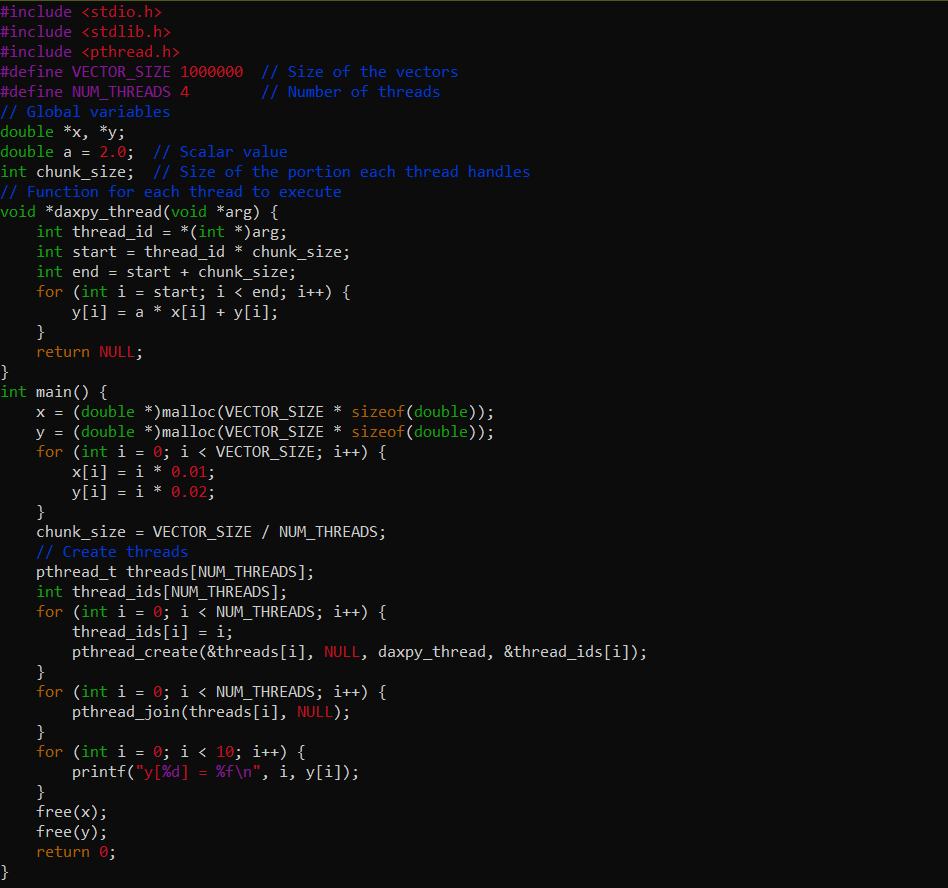 #include <stdio.h>
#include <stdlib.h>
#include <pthread.h>
#define VECTOR_SIZE 1000000  // Size of the vectors
#define NUM_THREADS 4        // Number of threads
// Global variables
double *x, *y;
double a = 2.0;  // Scalar value
int chunk_size;  // Size of the portion each thread handles
// Function for each thread to execute
void *daxpy_thread(void *arg) {
    int thread_id = *(int *)arg;
    int start = thread_id * chunk_size;
    int end = start + chunk_size;
    for (int i = start; i < end; i++) {
        y[i] = a * x[i] + y[i];
    }
    return NULL;
}
int main() {
    x = (double *)malloc(VECTOR_SIZE * sizeof(double));
    y = (double *)malloc(VECTOR_SIZE * sizeof(double));
    for (int i = 0; i < VECTOR_SIZE; i++) {
        x[i] = i * 0.01;
        y[i] = i * 0.02;
    }
    chunk_size = VECTOR_SIZE / NUM_THREADS;
    // Create threads
    pthread_t threads[NUM_THREADS];
    int thread_ids[NUM_THREADS];
    for (int i = 0; i < NUM_THREADS; i++) {
        thread_ids[i] = i;
        pthread_create(&threads[i], NULL, daxpy_thread, &thread_ids[i]);
    }
    for (int i = 0; i < NUM_THREADS; i++) {
        pthread_join(threads[i], NULL);
    }
    for (int i = 0; i < 10; i++) {
        printf("y[%d] = %f\n", i, y[i]);
    }
    free(x);
    free(y);
    return 0;
}